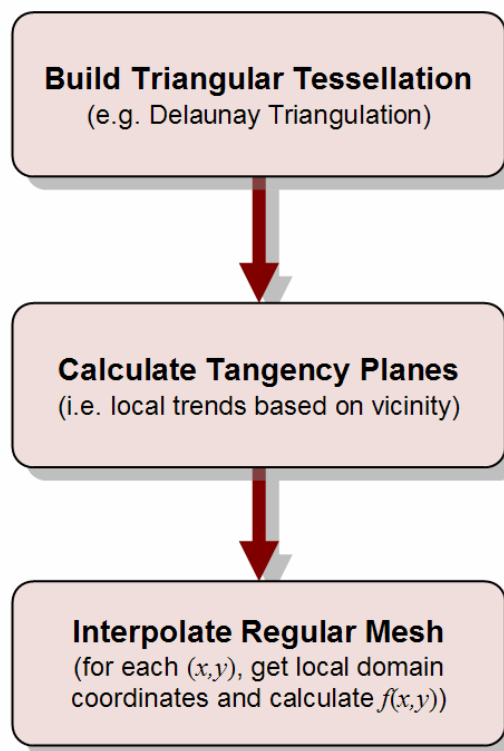 Build Triangular Tessellation
(e.g. Delaunay Triangulation)
Calculate Tangency Planes
(i.e. local trends based on vicinity)
Interpolate Regular Mesh
(for each (x,y), get local domain
coordinates and calculate f(x,y))